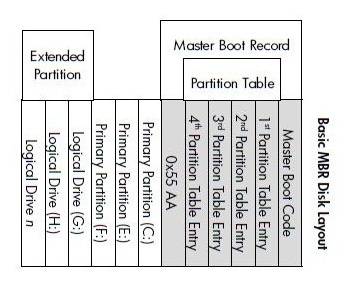 Basic MBR Disk Layout
Master Boot Record
Partition Table
Master Boot Code
1st Partition Table Entry
2nd Partition Table Entry
3rd Partition Table Entry
4th Partition Table Entry
0x55 AA
Primary Partition (C:)
Primary Partition (E:)
Primary Partition (F:)
Extended
Partition
Logical Drive (G:)
Logical Drive (H:)
Logical Drive n